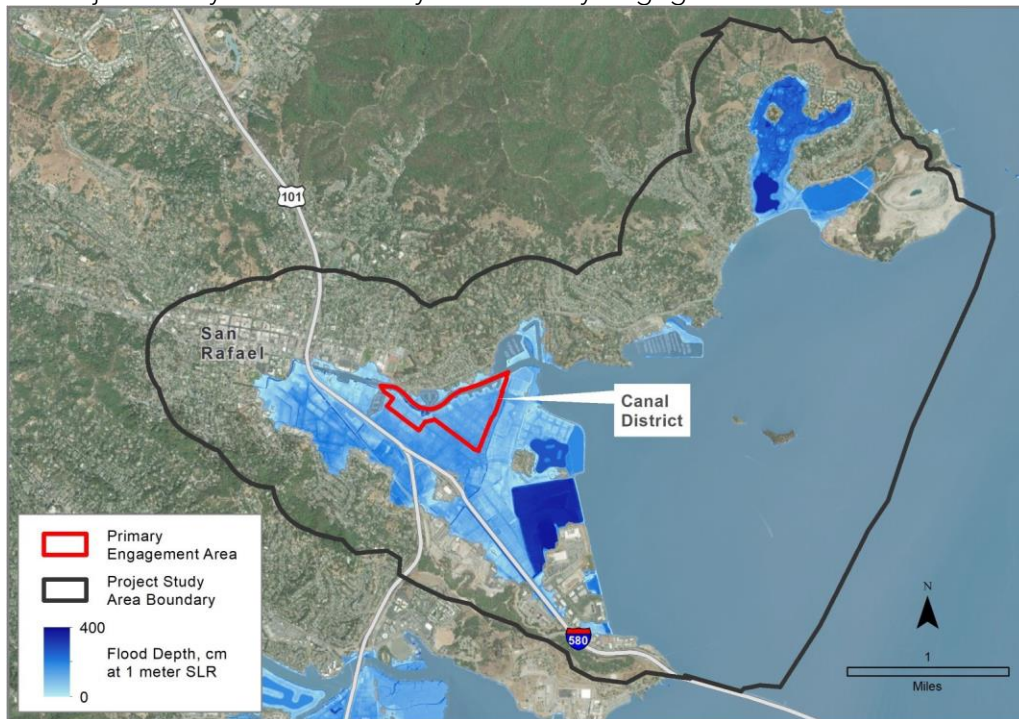 101
San
Rafael
Canal
District
Primary
Engagement Area
Project Study
Area Boundary
400
Flood Depth, cm
at 1 meter SLR
0
580
N
1
Miles